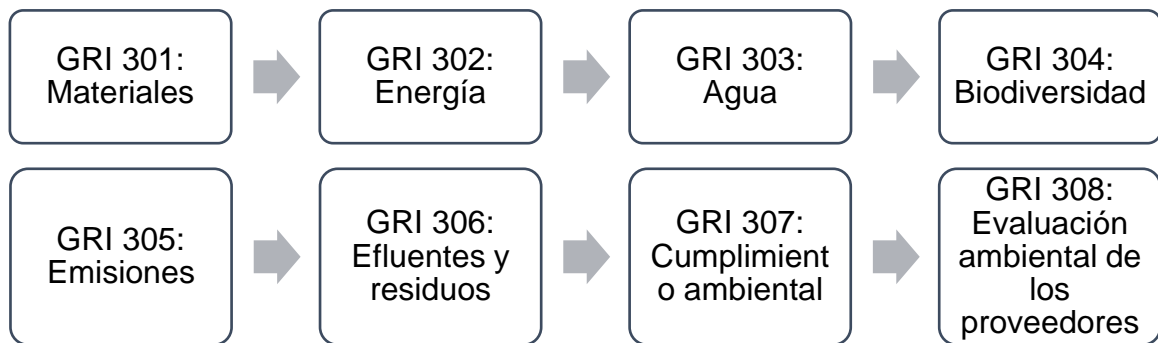 GRI 301:
Materiales
GRI 302:
Energía
GRI 303:
Agua
GRI 304:
Biodiversidad
GRI 305:
Emisiones
GRI 306:
Efluentes y
residuos
GRI 307:
Cumplimient
o ambiental
GRI 308:
Evaluación
ambiental de
los
proveedores